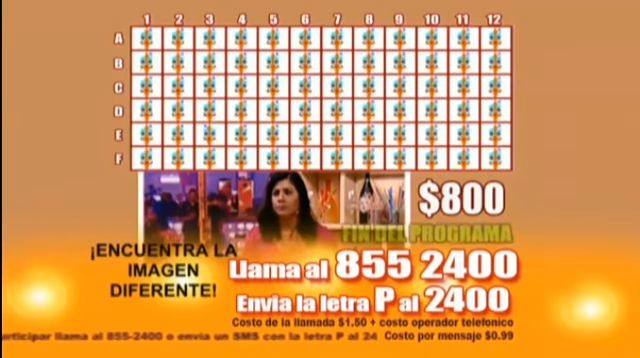 1 2 3 4 5 6 7 8 9 10 11 12
A
B
C
D
E
F
$800
FIN DEL PROGRAMA
¡ENCUENTRA LA
IMAGEN
DIFERENTE!
Llama al 855 2400
Envia la letra P al 2400
Costo de la llamada $1.50 + costo operador telefonico
articipar llama al 855-2400 o envia un SMS con la letra P al 24
Costo por mensaje $0.99